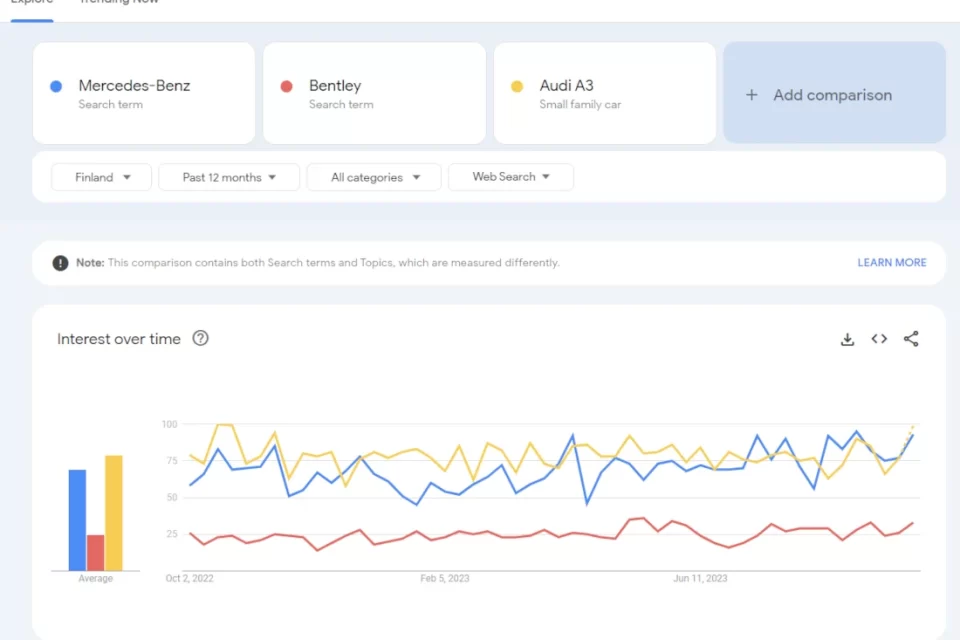 Explore Trending Now
Mercedes-Benz
Search term
Bentley
Search term
Audi A3
Small family car
+ Add comparison
Finland
Past 12 months
All categories
Web Search
Note: This comparison contains both Search terms and Topics, which are measured differently.
LEARN MORE
Interest over time
100
75
50
25
Average
Oct 2, 2022
Feb 5, 2023
Jun 11, 2023